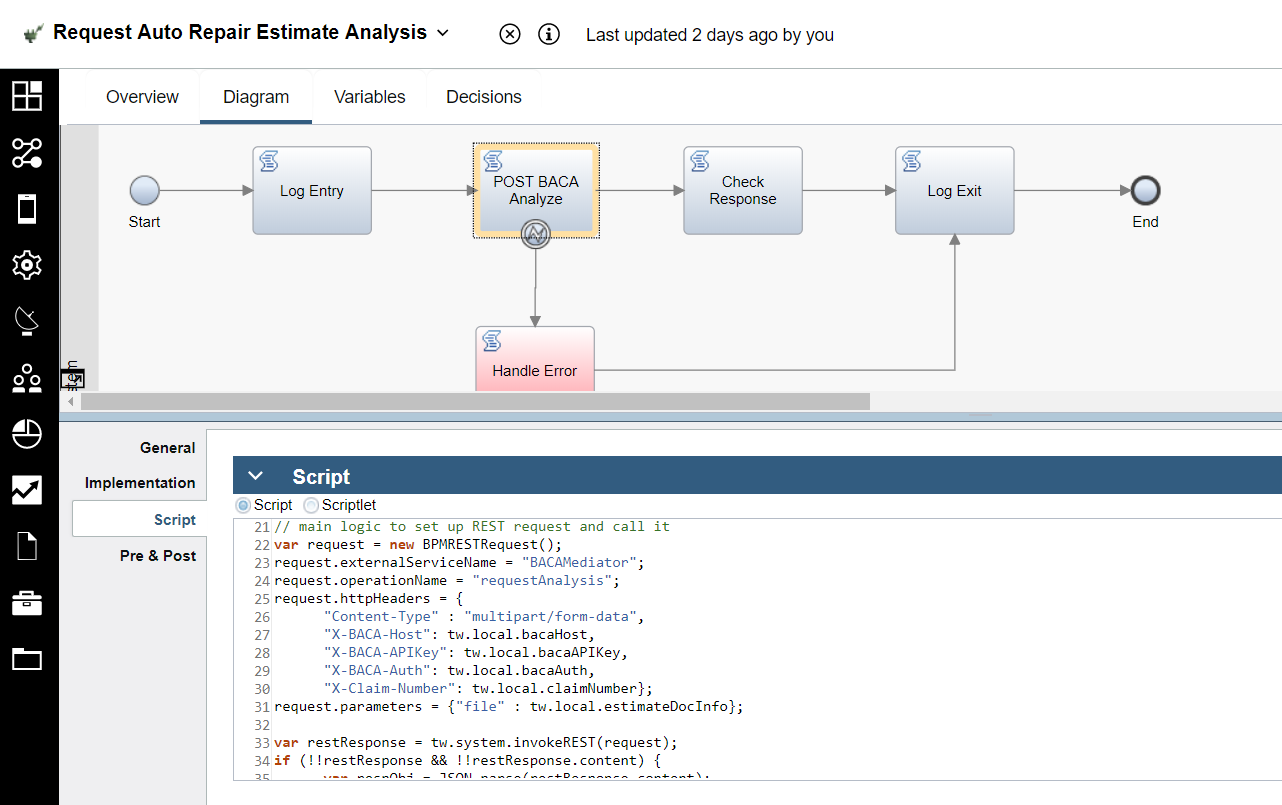 Request Auto Repair Estimate Analysis
Last updated 2 days ago by you
Overview
Diagram
Variables
Decisions
Start
Log Entry
POST BACA
Analyze
Check
Response
Log Exit
End
Handle Error
General
Implementation
Script
Pre & Post
Script
Script
Scriptlet
21 // main logic to set up REST request and call it
22 var request = new BPMRESTRequest();
23 request.externalServiceName = "BACAMediator";
24 request.operationName = "requestAnalysis";
25 request.httpHeaders = {
26 "Content-Type" : "multipart/form-data",
27 "X-BACA-Host": tw.local.bacaHost,
28 "X-BACA-APIKey": tw.local.bacaAPIKey,
29 "X-BACA-Auth": tw.local.bacaAuth,
30 "X-Claim-Number": tw.local.claimNumber};
31 request.parameters = {"file" : tw.local.estimateDocInfo};
32
33 var restResponse = tw.system.invokeREST(request);
34 if (!!restResponse && !!restResponse.content) {
35 var respObj = JSON.parse(restResponse.content);